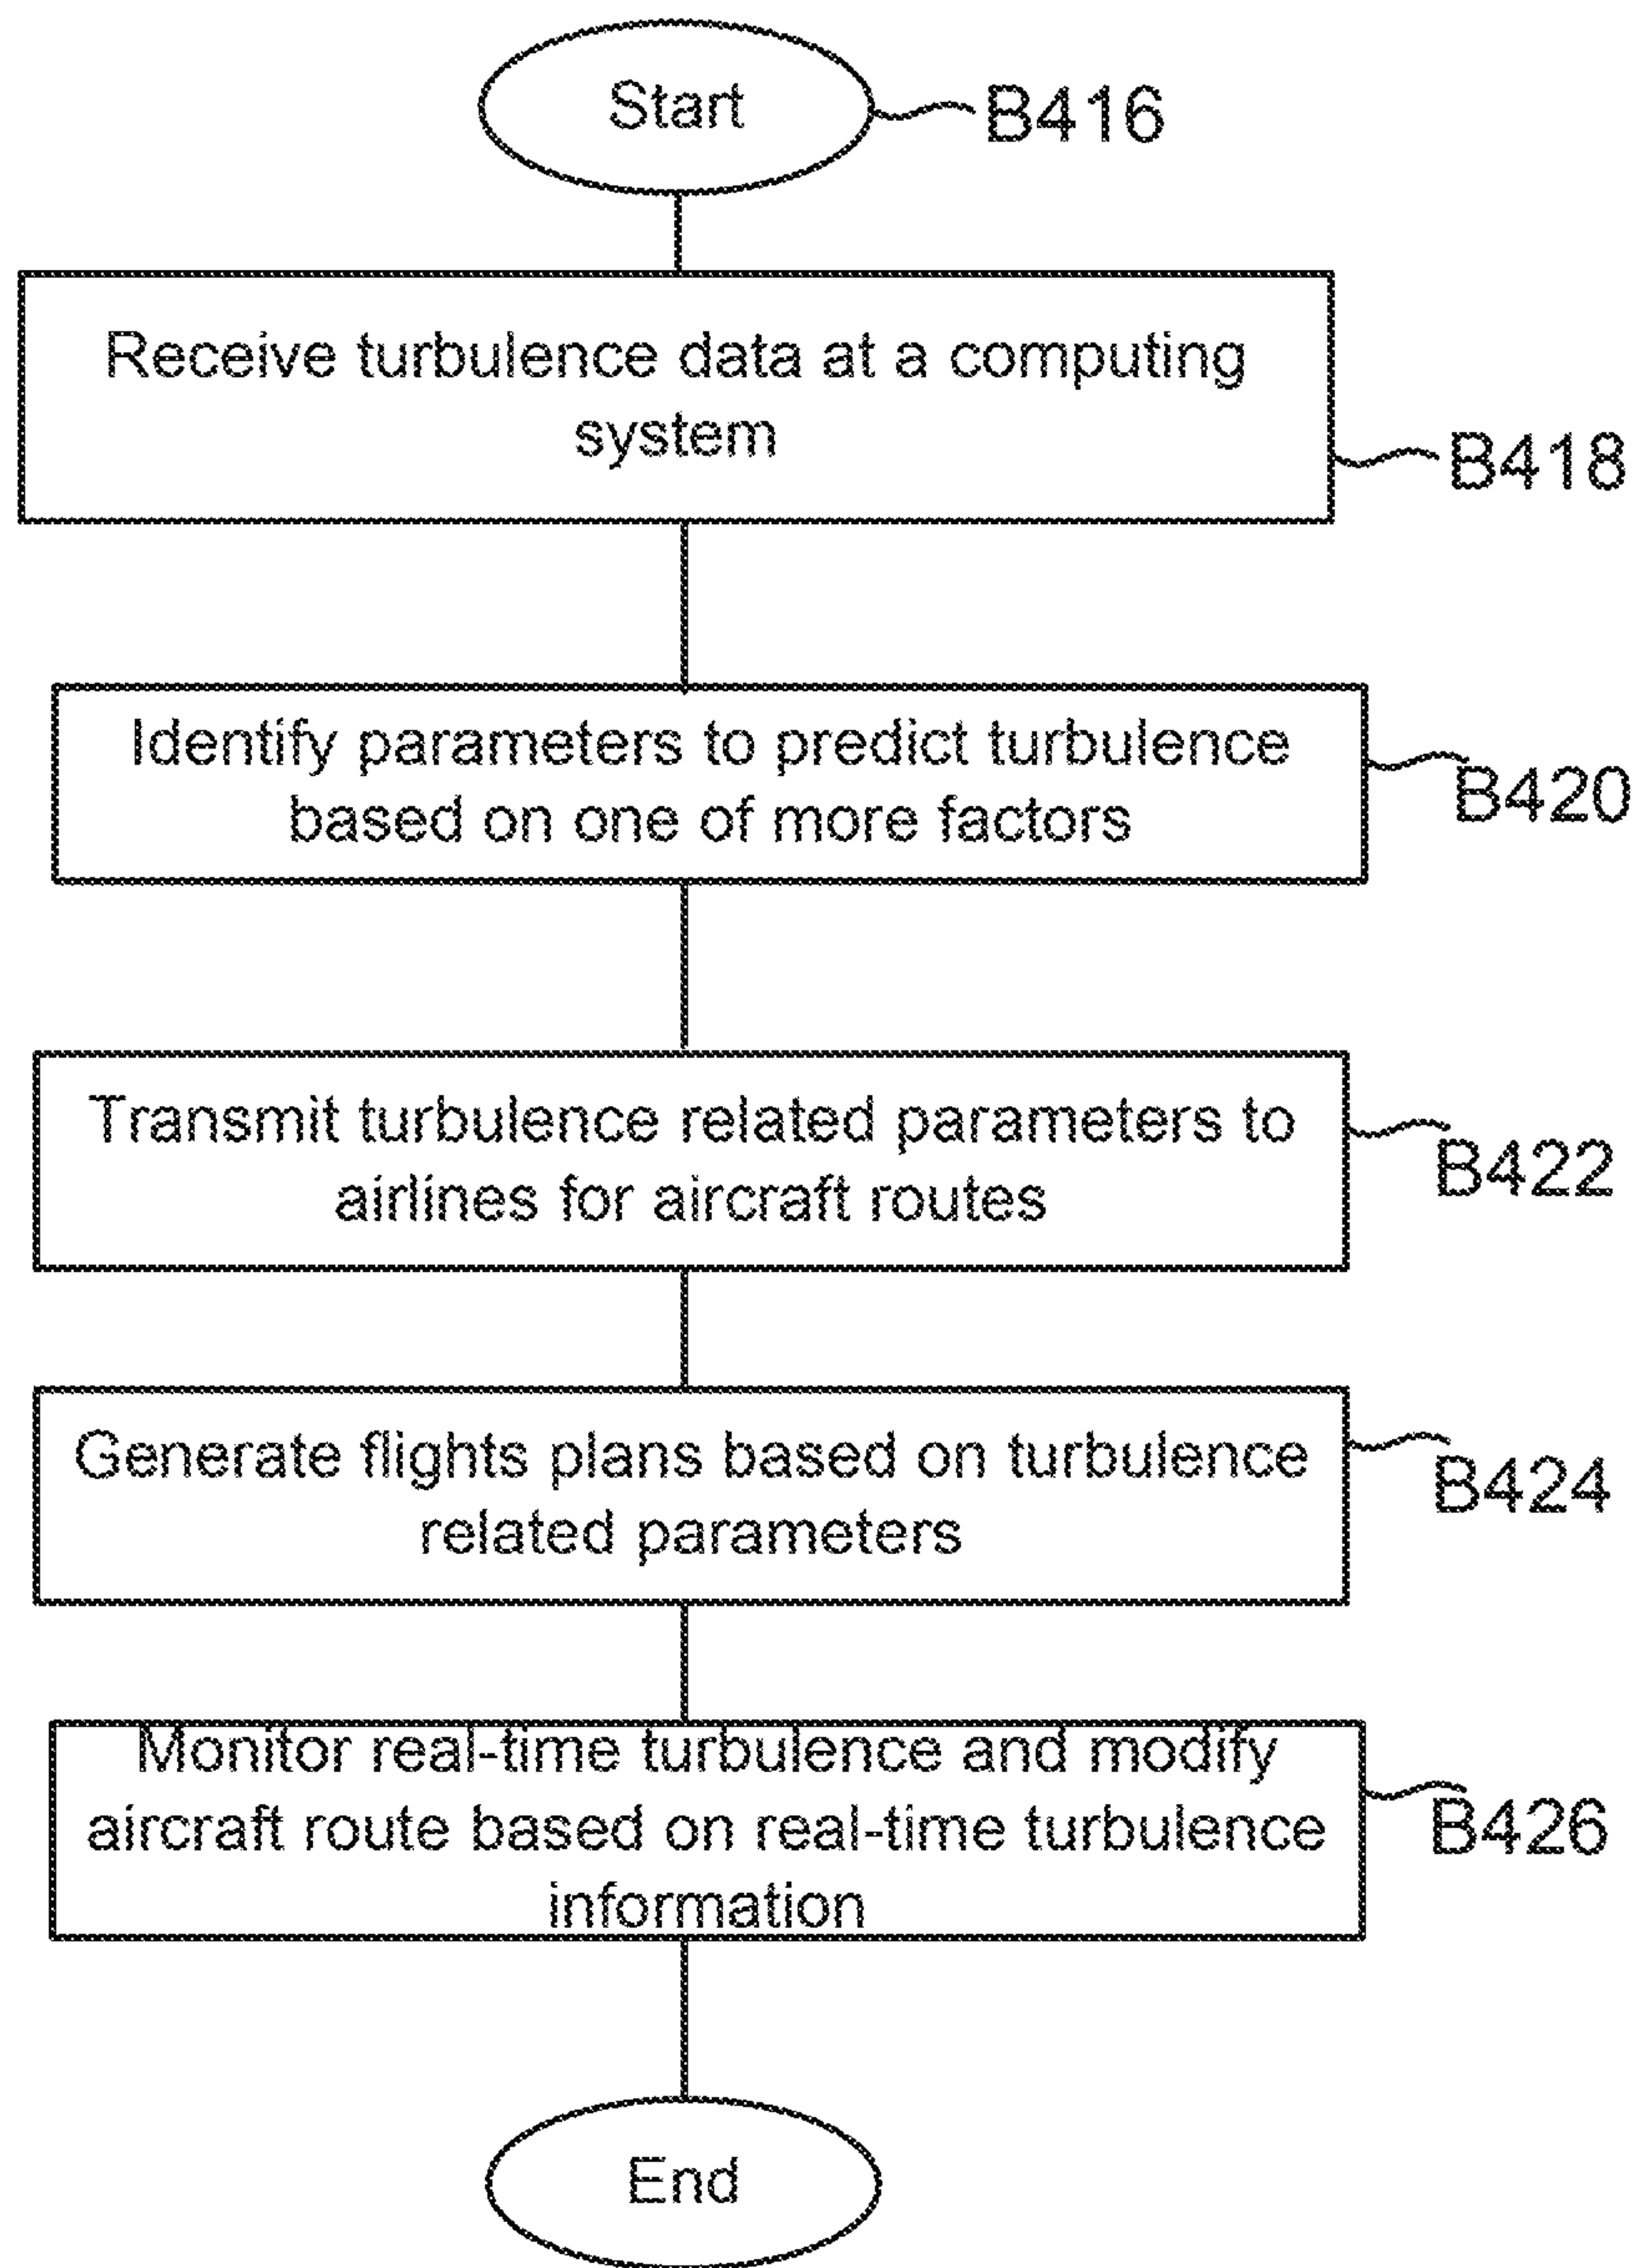 Start
B416
Receive turbulence data at a computing
system
B418
Identify parameters to predict turbulence
based on one of more factors
B420
Transmit turbulence related parameters to
airlines for aircraft routes
B422
Generate flights plans based on turbulence
related parameters
B424
Monitor real-time turbulence and modify
aircraft route based on real-time turbulence
information
B426
End